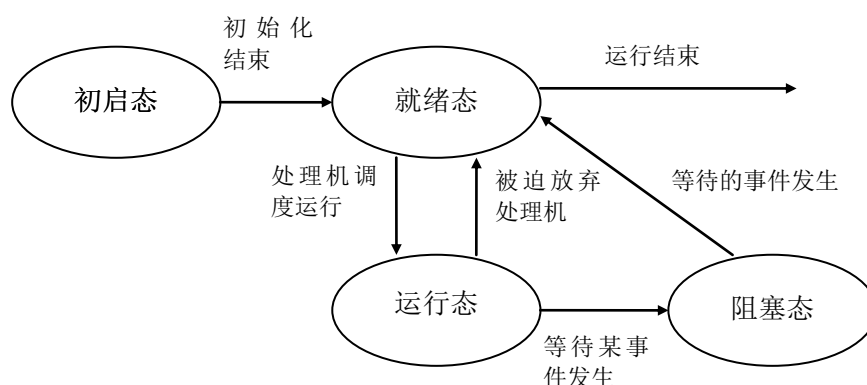 初始化
结束
运行结束
初启态
就绪态
处理机调
度运行
被迫放弃
处理机
等待的事件发生
运行态
阻塞态
等待某事
件发生